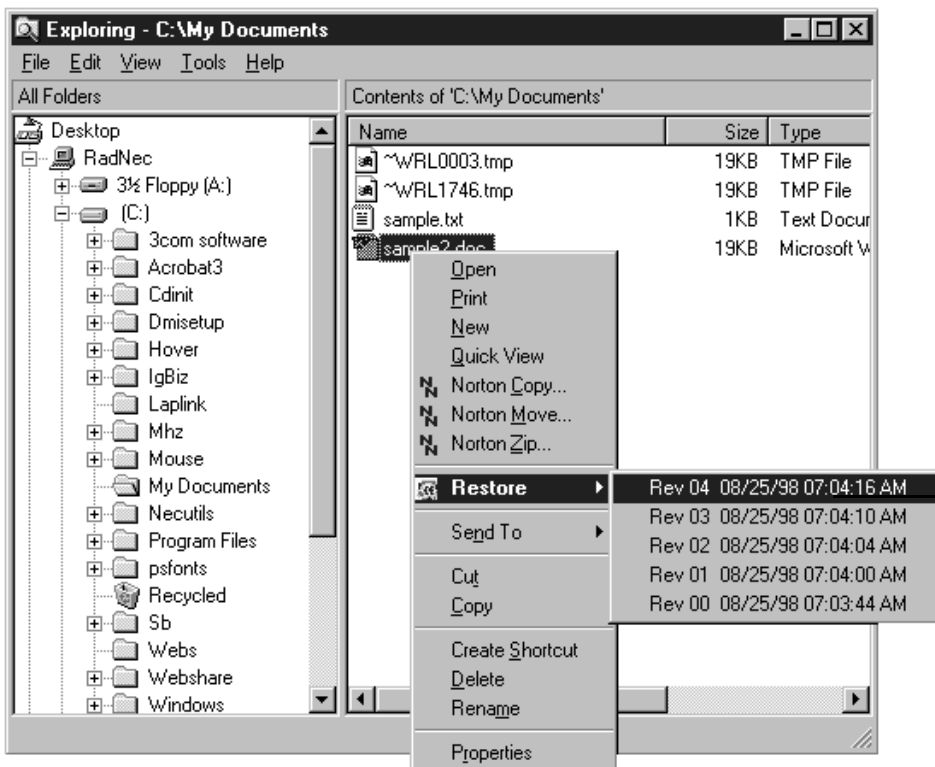 Exploring - C:\My Documents
File Edit View Tools Help
All Folders
Contents of 'C:\My Documents'
Desktop
RadNec
3½ Floppy (A:)
(C:)
3com software
Acrobat3
Cdinit
Dmisetup
Hover
IgBiz
Laplink
Mhz
Mouse
My Documents
Necutils
Program Files
psfonts
Recycled
Sb
Webs
Webshare
Windows
Name Size Type
~WRL0003.tmp 19KB TMP File
~WRL1746.tmp 19KB TMP File
sample.txt 1KB Text Docur
sample2.doc 19KB Microsoft W
Open
Print
New
Quick View
Norton Copy...
Norton Move...
Norton Zip...
Restore
Send To
Cut
Copy
Create Shortcut
Delete
Rename
Properties
Rev 04 08/25/98 07:04:16 AM
Rev 03 08/25/98 07:04:10 AM
Rev 02 08/25/98 07:04:04 AM
Rev 01 08/25/98 07:04:00 AM
Rev 00 08/25/98 07:03:44 AM